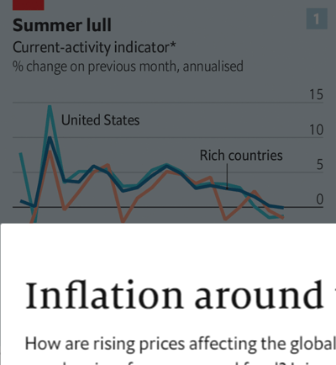 Summer lull
1
Current-activity indicator*
% change on previous month, annualised
15
United States
10
Rich countries
5
0
Inflation around
How are rising prices affecting the global